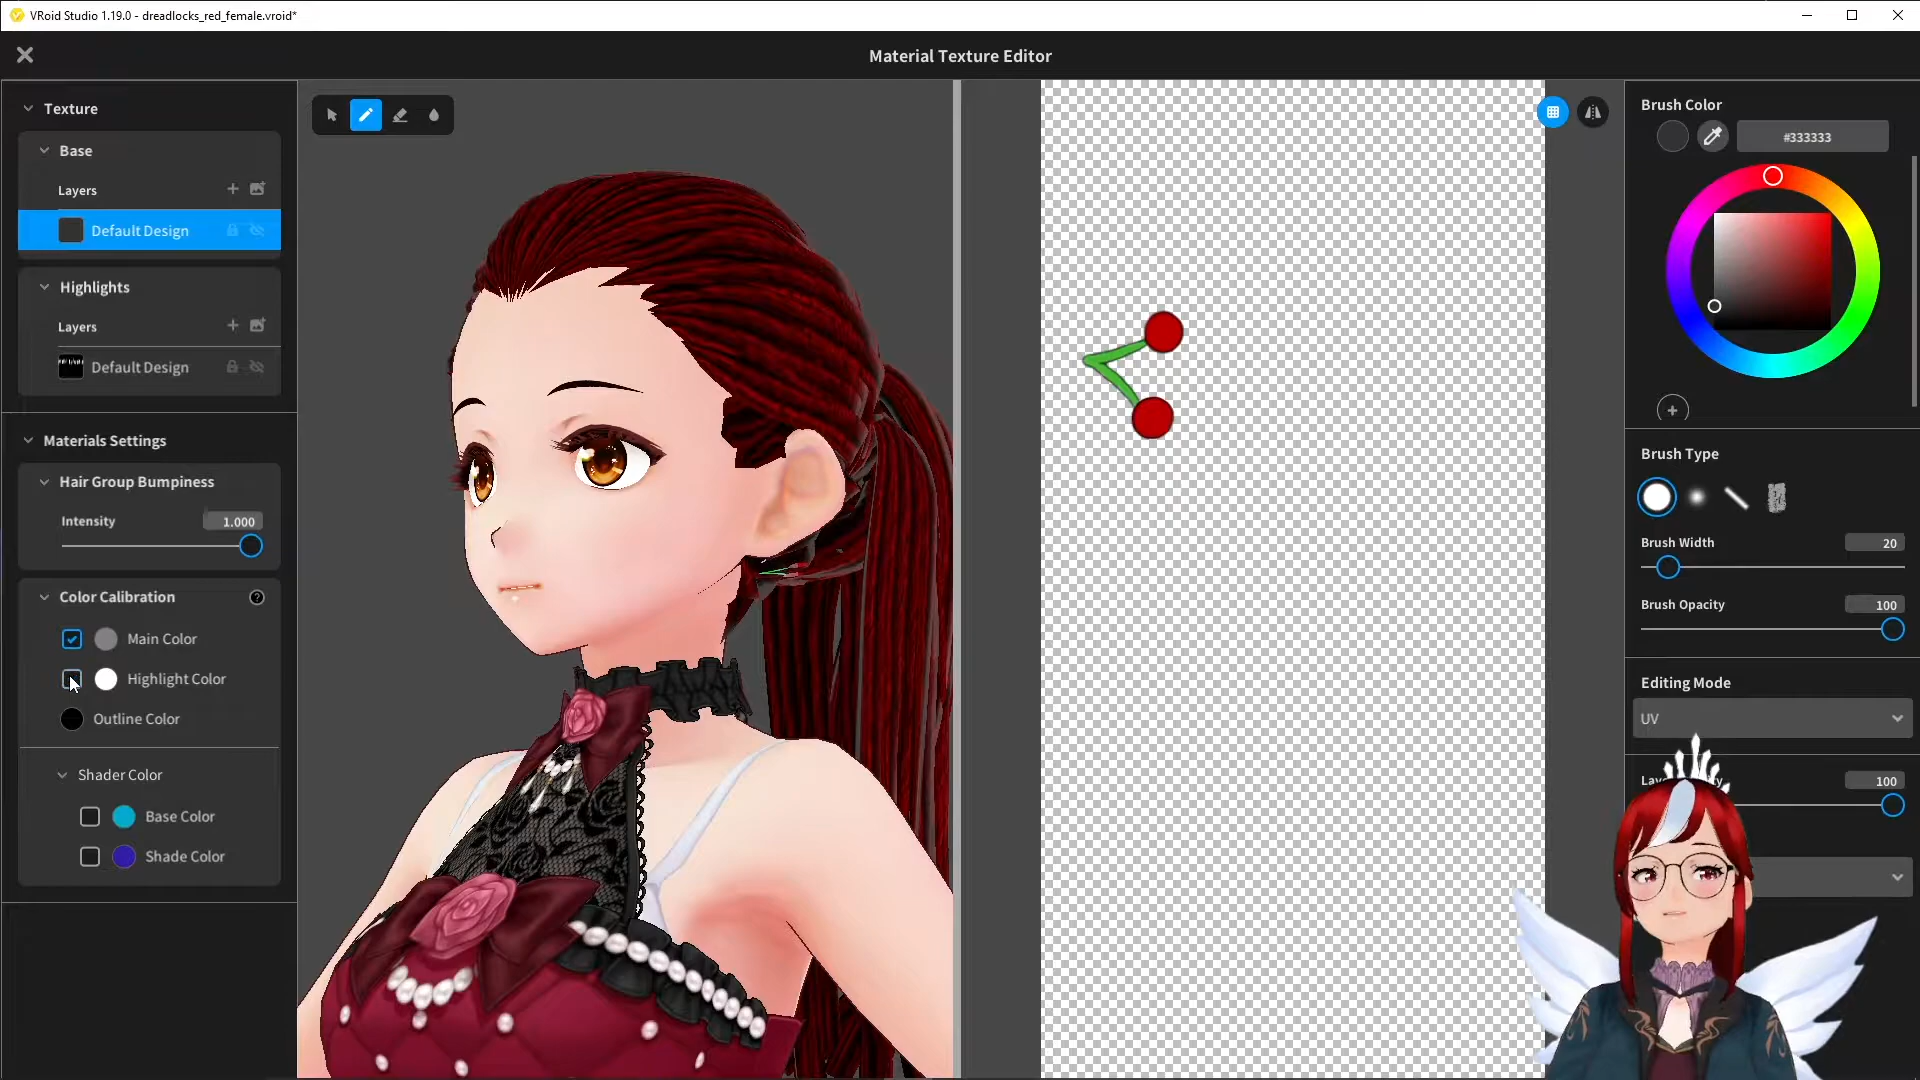 VRoid Studio 1.19.0 - dreadlocks_red_female.vroid*
Material Texture Editor
Texture
Base
Layers
Default Design
Highlights
Layers
Default Design
Materials Settings
Hair Group Bumpiness
Intensity
1.000
Color Calibration
Main Color
Highlight Color
Outline Color
Shader Color
Base Color
Shade Color
Brush Color
#333333
Brush Type
Brush Width
20
Brush Opacity
100
Editing Mode
UV
100